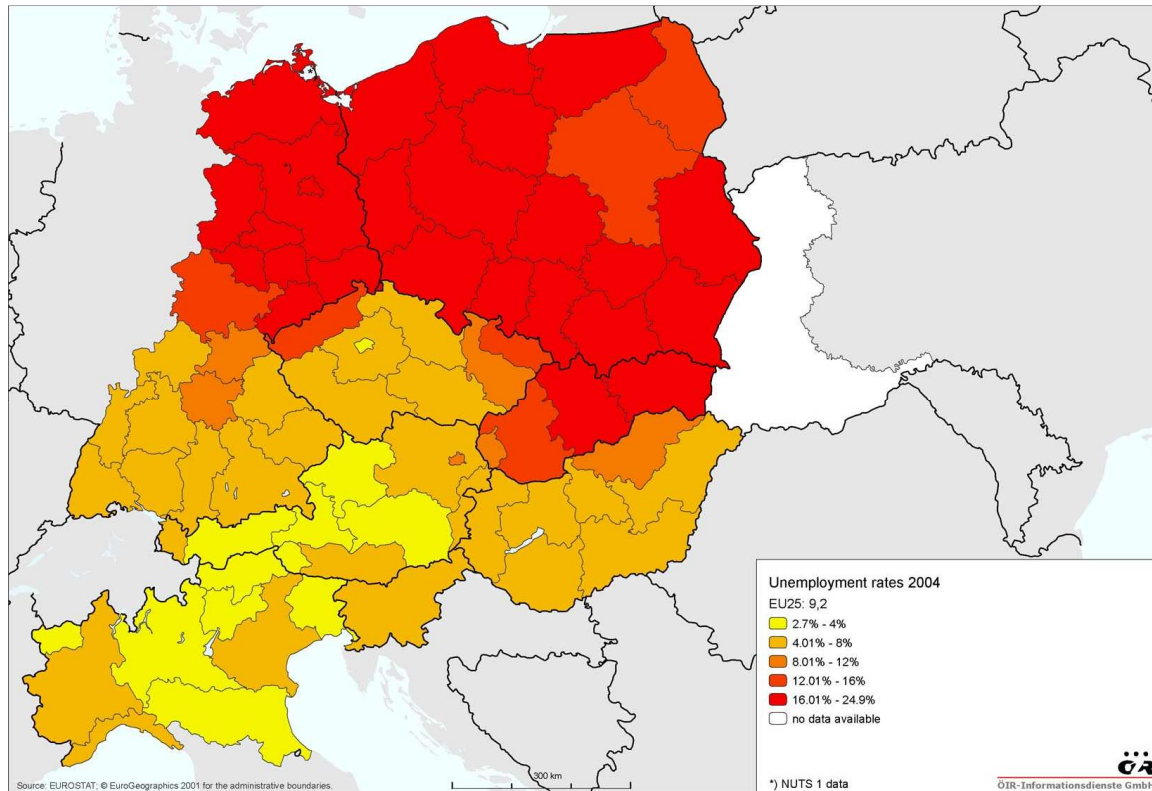 Unemployment rates 2004
EU25: 9,2
2.7% - 4%
4.01% - 8%
8.01% - 12%
12.01% - 16%
16.01% - 24.9%
no data available
*) NUTS 1 data
ÖIR
ÖIR-Informationsdienste GmbH
300 km
Source: EUROSTAT; © EuroGeographics 2001 for the administrative boundaries.
*